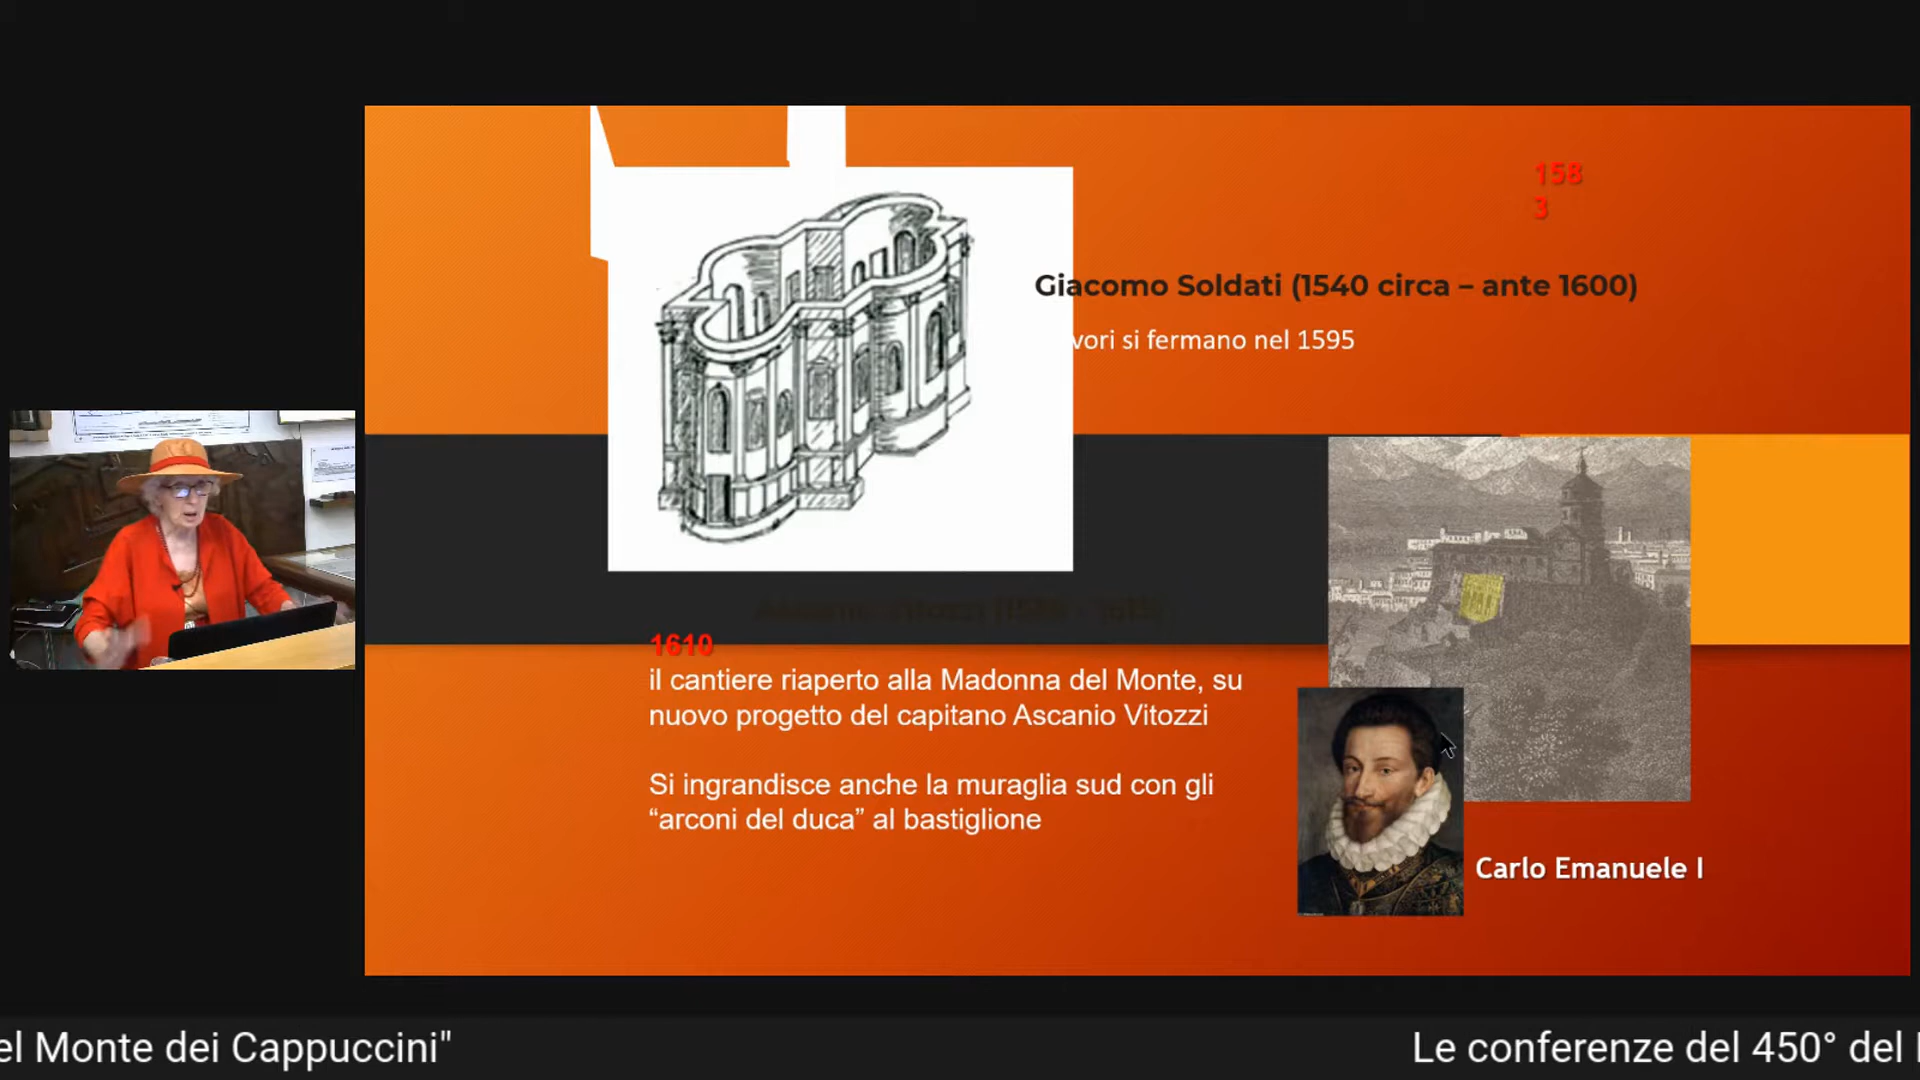 158
3
Giacomo Soldati (1540 circa – ante 1600)
vori si fermano nel 1595
1610
il cantiere riaperto alla Madonna del Monte, su
nuovo progetto del capitano Ascanio Vitozzi
Si ingrandisce anche la muraglia sud con gli
“arconi del duca” al bastiglione
Carlo Emanuele I
el Monte dei Cappuccini"
Le conferenze del 450° del